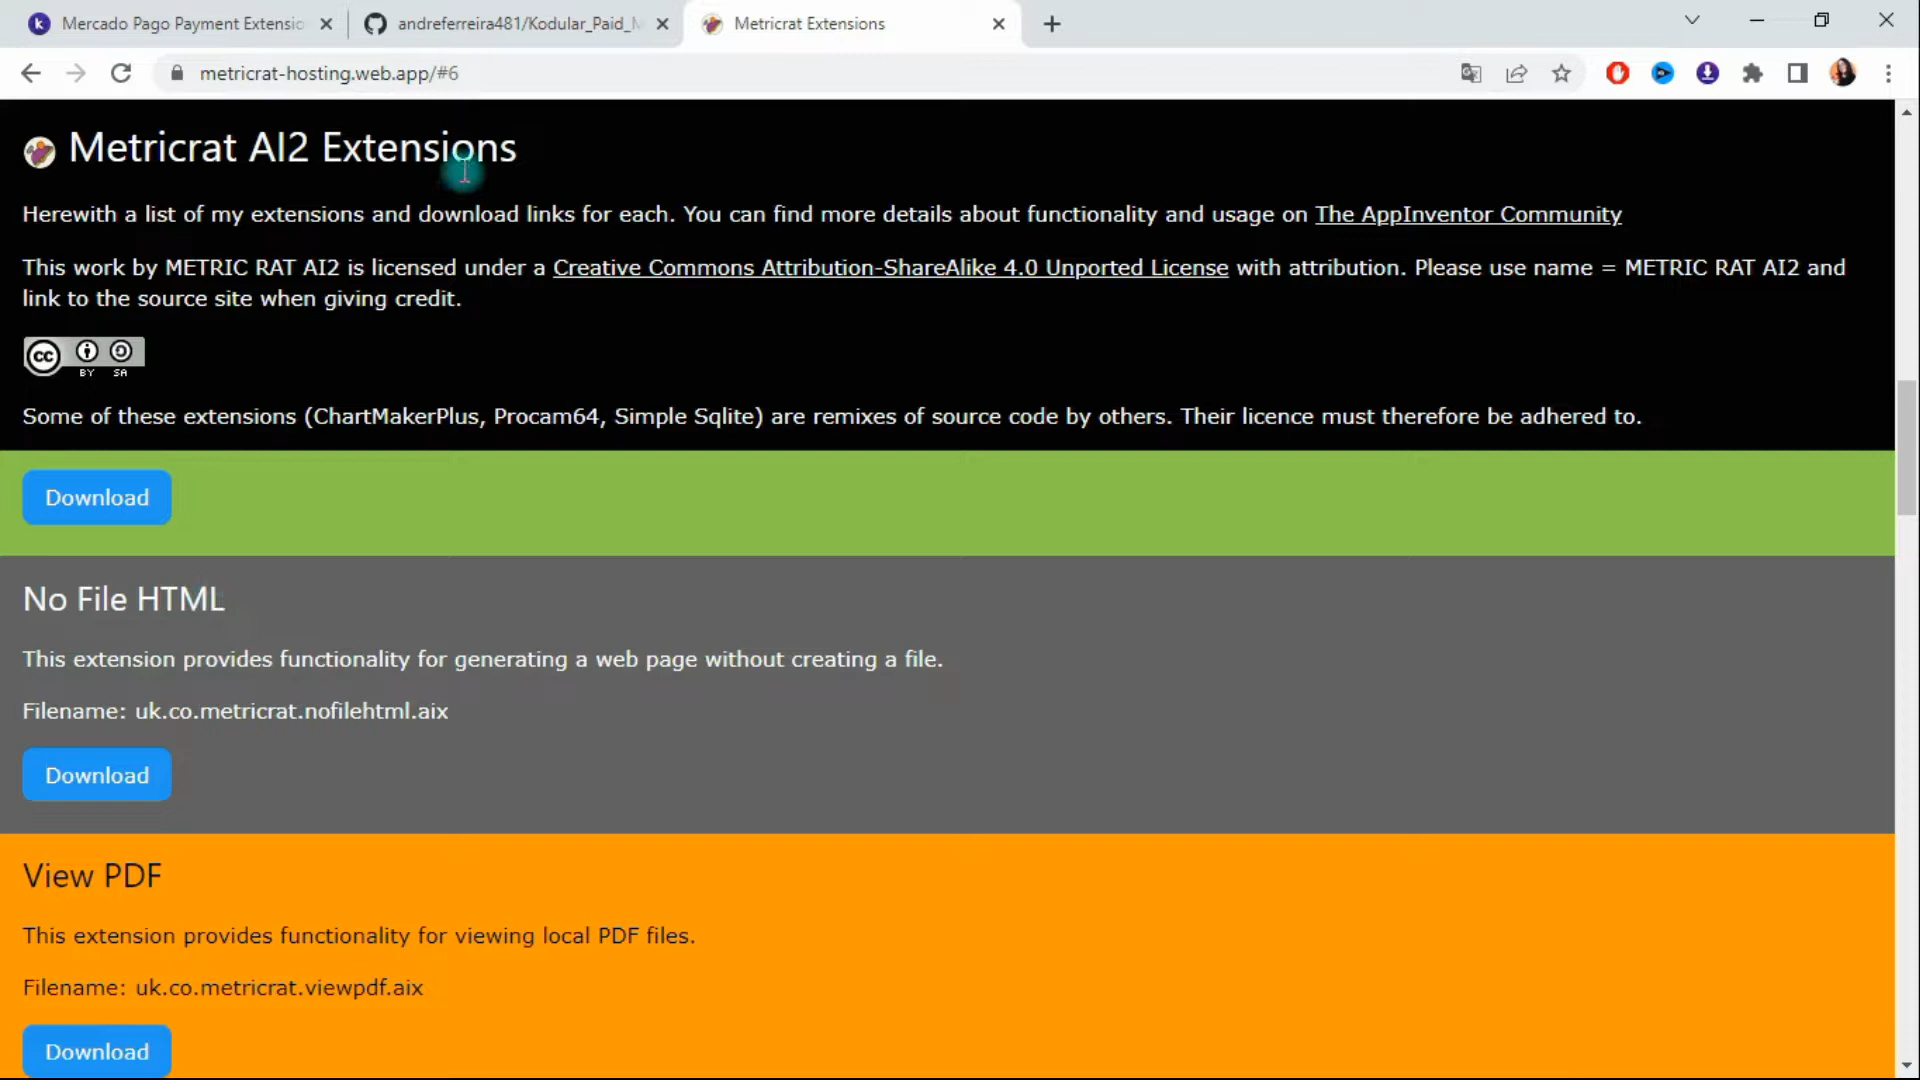 Mercado Pago Payment Extensio
andreferreira481/Kodular_Paid_M
Metricrat Extensions
metricrat-hosting.web.app/#6
Metricrat AI2 Extensions
Herewith a list of my extensions and download links for each. You can find more details about functionality and usage on The AppInventor Community
This work by METRIC RAT AI2 is licensed under a Creative Commons Attribution-ShareAlike 4.0 Unported License with attribution. Please use name = METRIC RAT AI2 and
link to the source site when giving credit.
cc BY SA
Some of these extensions (ChartMakerPlus, Procam64, Simple Sqlite) are remixes of source code by others. Their licence must therefore be adhered to.
Download
No File HTML
This extension provides functionality for generating a web page without creating a file.
Filename: uk.co.metricrat.nofilehtml.aix
Download
View PDF
This extension provides functionality for viewing local PDF files.
Filename: uk.co.metricrat.viewpdf.aix
Download